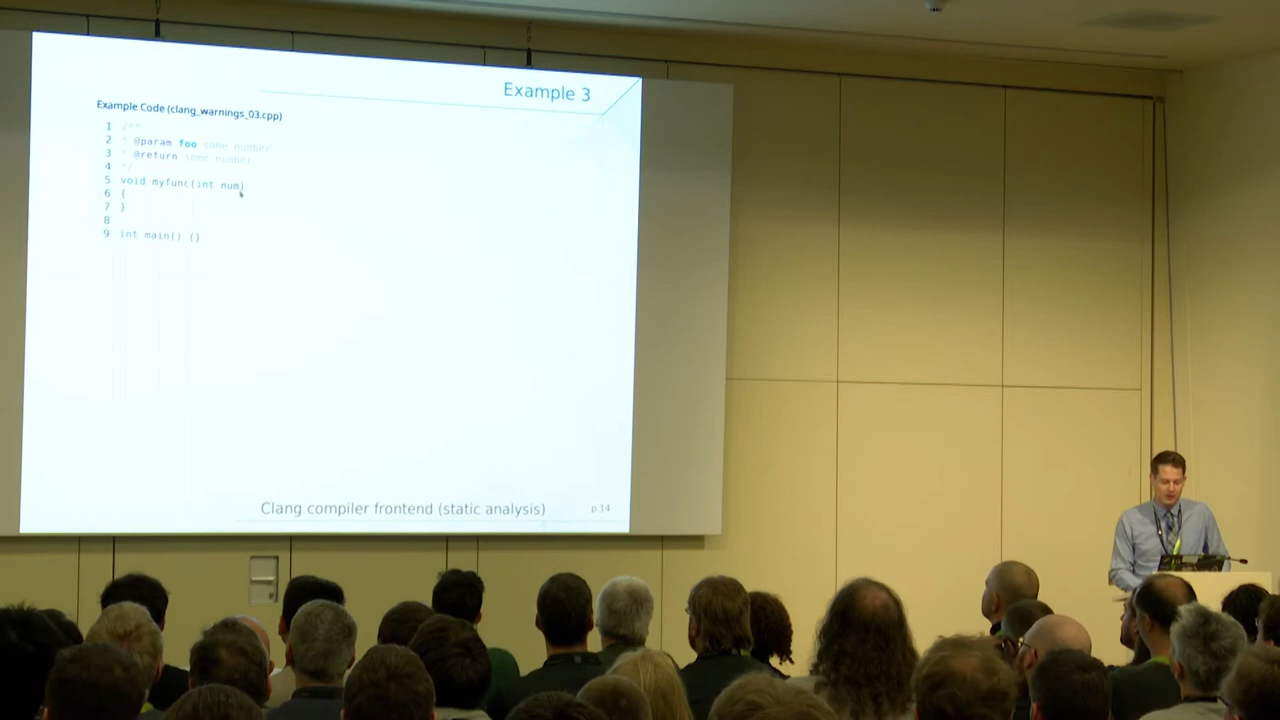 Example 3
Example Code (clang_warnings_03.cpp)
1 /**
2 * @param foo some number
3 * @return some number
4 */
5 void myfunc(int num)
6 {
7 }
8
9 int main() {}
Clang compiler frontend (static analysis)
p.14